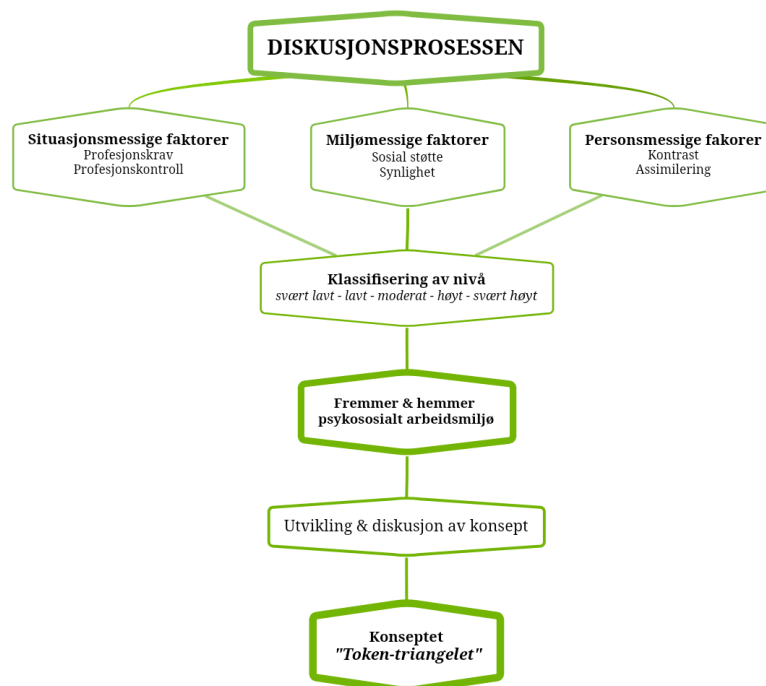 DISKUSJONSPROSESSEN
Situasjonsmessige faktorer
Profesjonskrav
Profesjonskontroll
Miljømessige faktorer
Sosial støtte
Synlighet
Personsmessige fakorer
Kontrast
Assimilering
Klassifisering av nivå
svært lavt - lavt - moderat - høyt - svært høyt
Fremmer & hemmer
psykososialt arbeidsmiljø
Utvikling & diskusjon av konsept
Konseptet
"Token-triangelet"